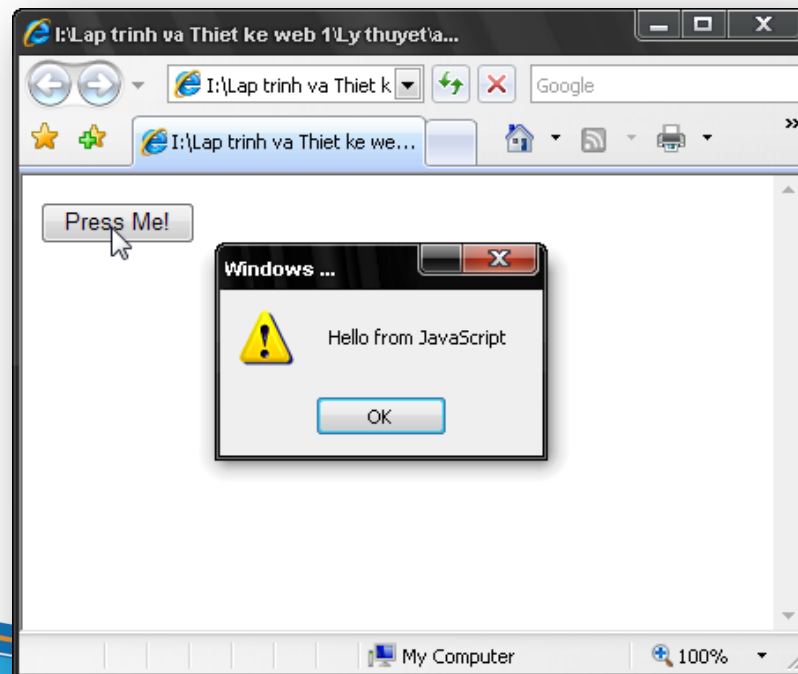 I:\Lap trinh va Thiet ke web 1\Ly thuyet\a...
I:\Lap trinh va Thiet k
Google
I:\Lap trinh va Thiet ke we...
»
Press Me!
Windows ...
Hello from JavaScript
OK
My Computer
100%